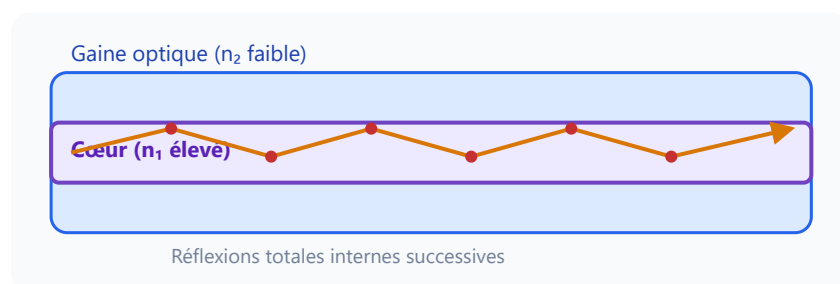 Gaine optique (n₂ faible)
Cœur (n₁ élevé)
Réflexions totales internes successives